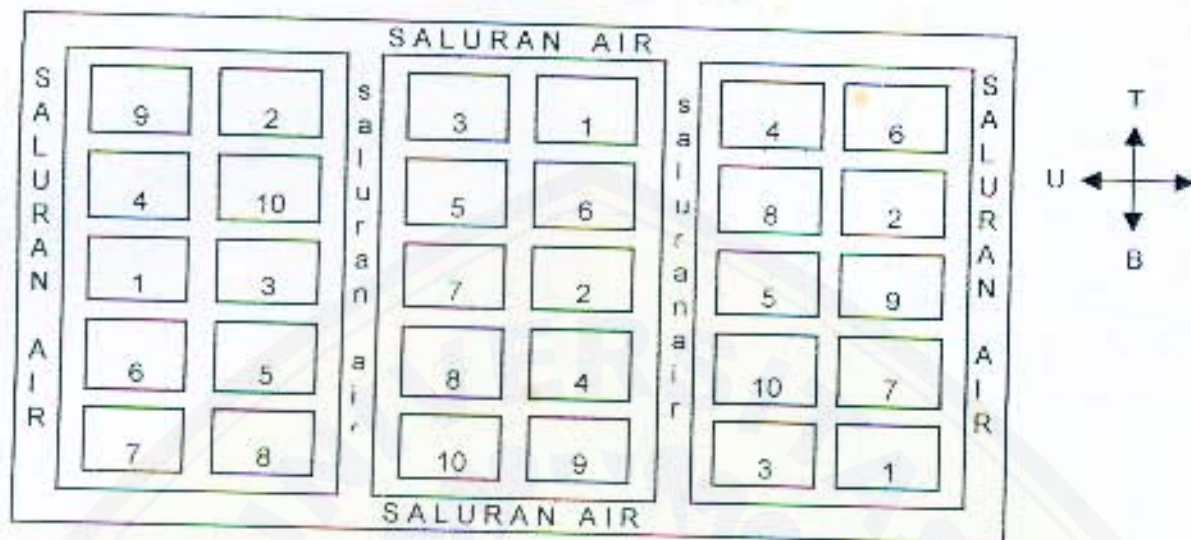 SALURAN AIR
SALURAN AIR
saluran air
saluran air
SALURAN AIR
9 2 3 1 4 6
4 10 5 6 8 2
1 3 7 2 5 9
6 5 8 4 10 7
7 8 10 9 3 1
SALURAN AIR
T
U
B